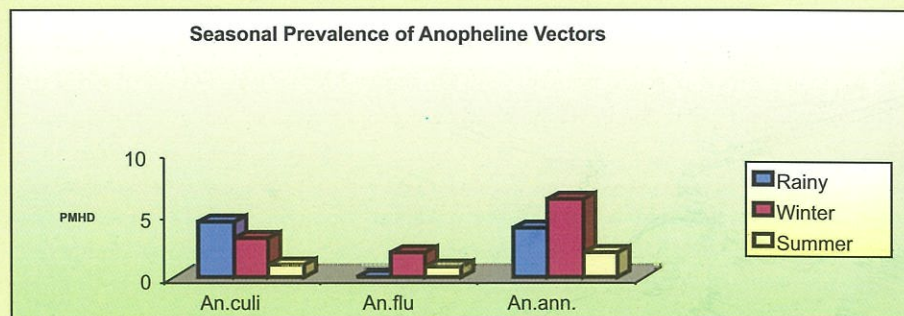 Seasonal Prevalence of Anopheline Vectors
10
PMHD
5
0
An.culi
An.flu
An.ann.
Rainy
Winter
Summer